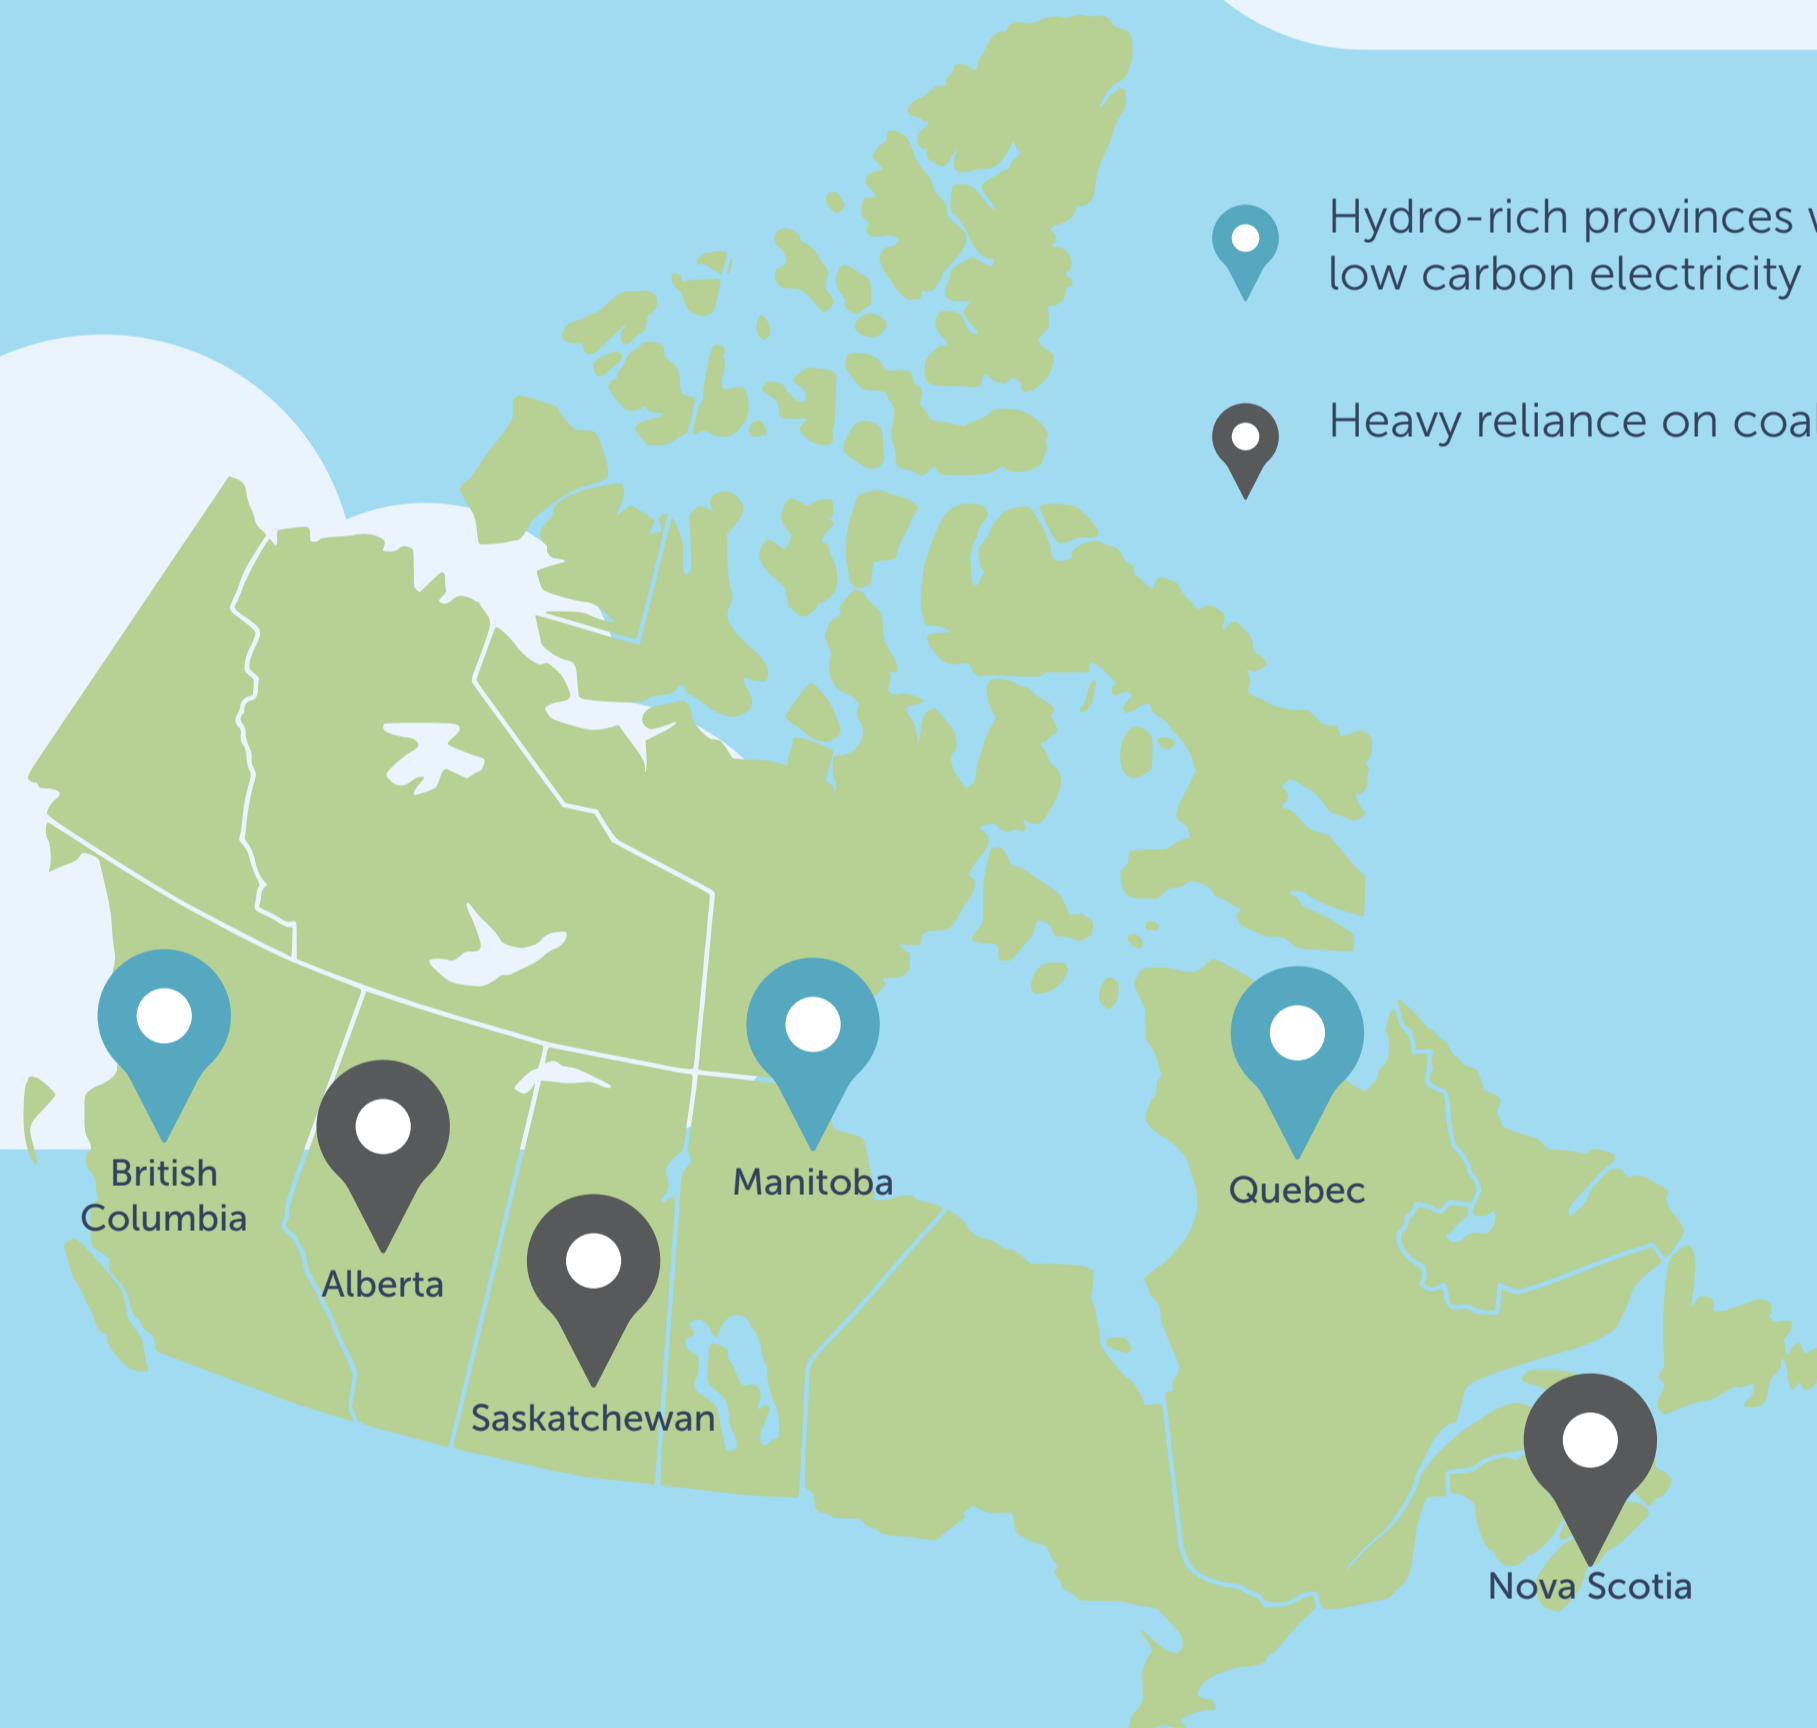 Hydro-rich provinces
low carbon electricity
Heavy reliance on
British
Columbia
Manitoba
Quebec
Alberta
Saskatchewan
Nova Scotia